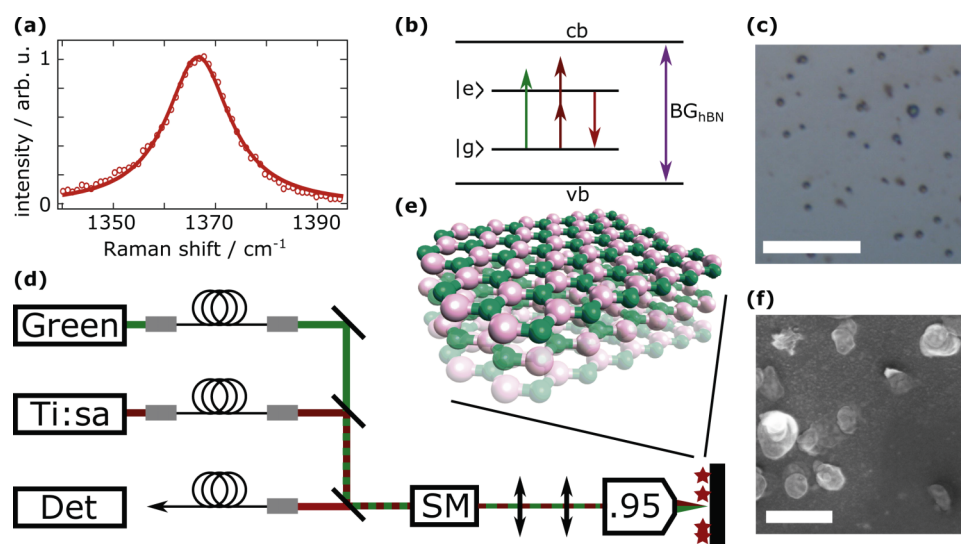 (a)
intensity / arb. u.
1
0
1350
1370
1390
Raman shift / cm⁻¹
(b)
cb
|e⟩
|g⟩
BG_hBN
vb
(c)
(d)
Green
Ti:sa
Det
SM
.95
(e)
(f)